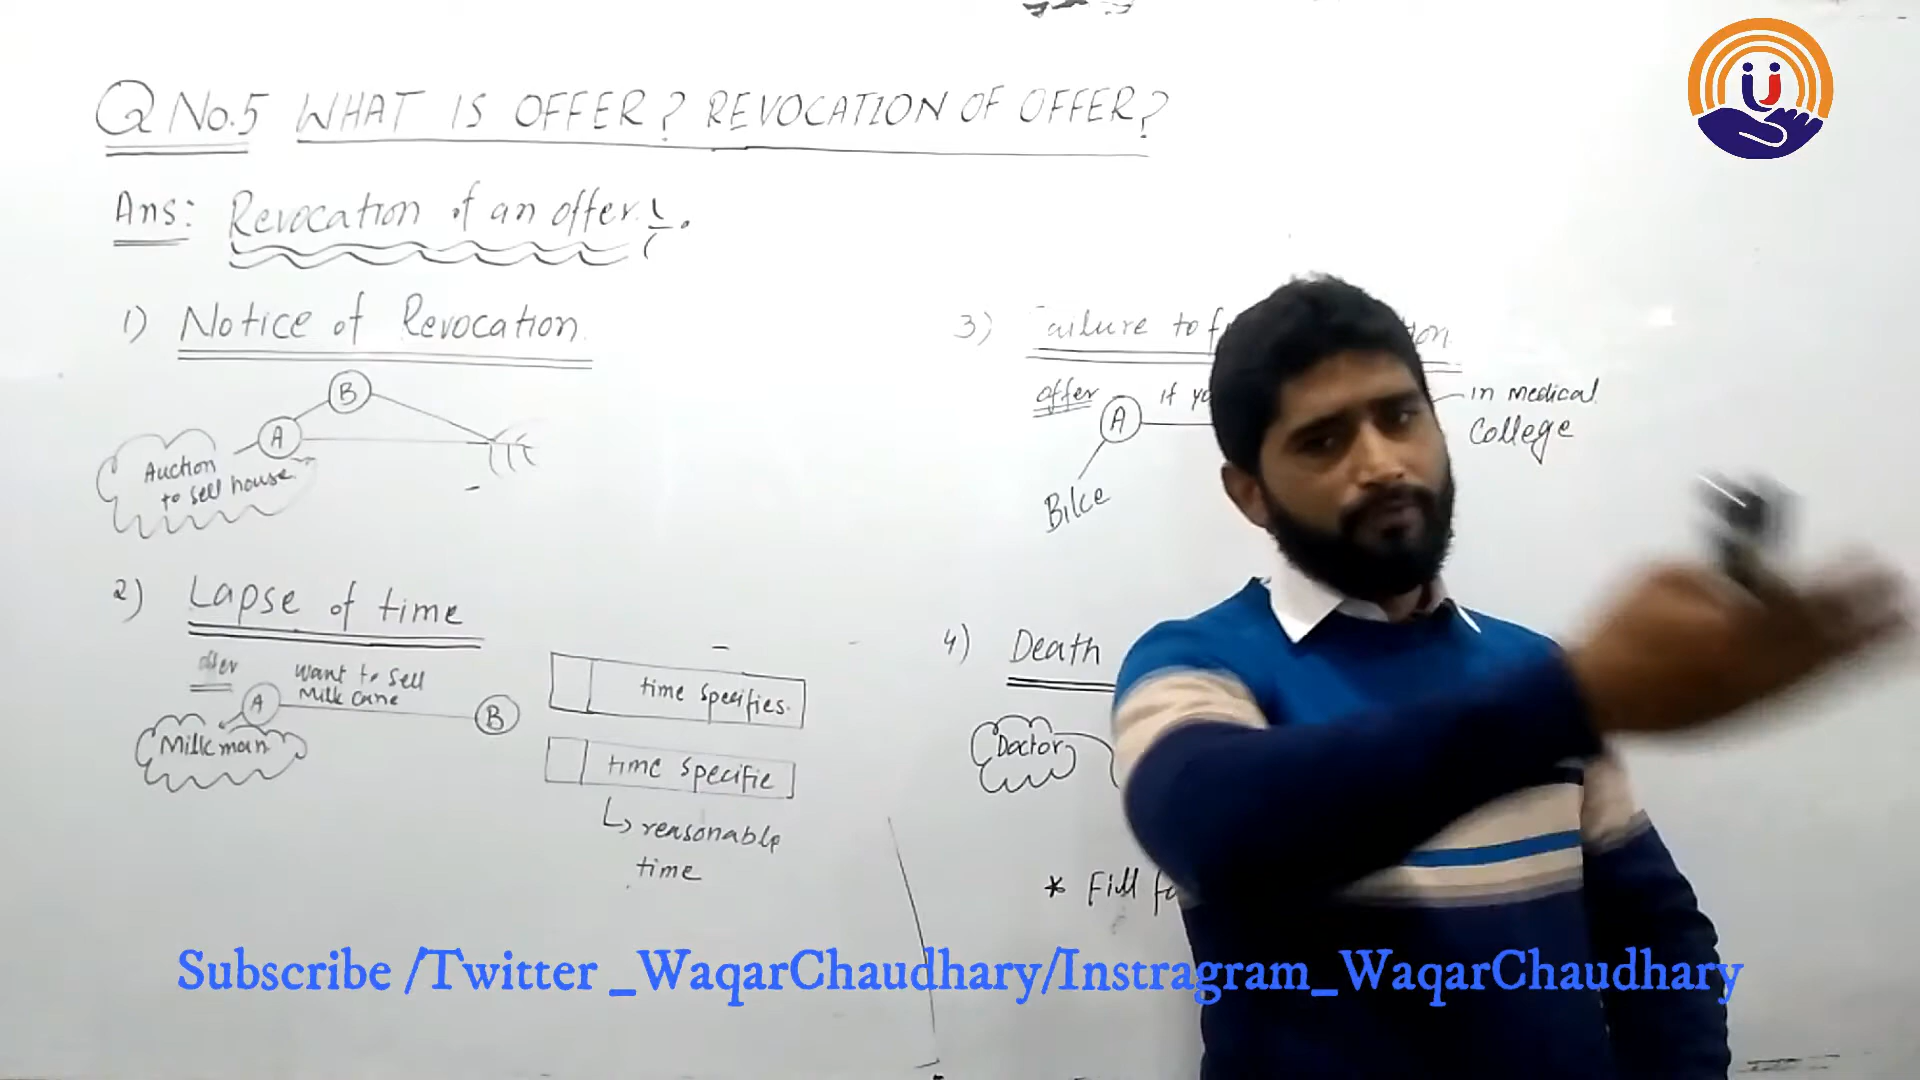 Q No.5 WHAT IS OFFER? REVOCATION OF OFFER?
Ans: Revocation of an offer:
1) Notice of Revocation
B
A
Auction
to sell house
2) Lapse of time
offer
want to sell
Milk cane
A
B
Milk man
time specifies.
time specifie
↳ reasonable
time
3) Failure to
offer
A
if
in medical
College
Bike
4) Death
Doctor
* Fill
Subscribe /Twitter _WaqarChaudhary/Instragram_WaqarChaudhary